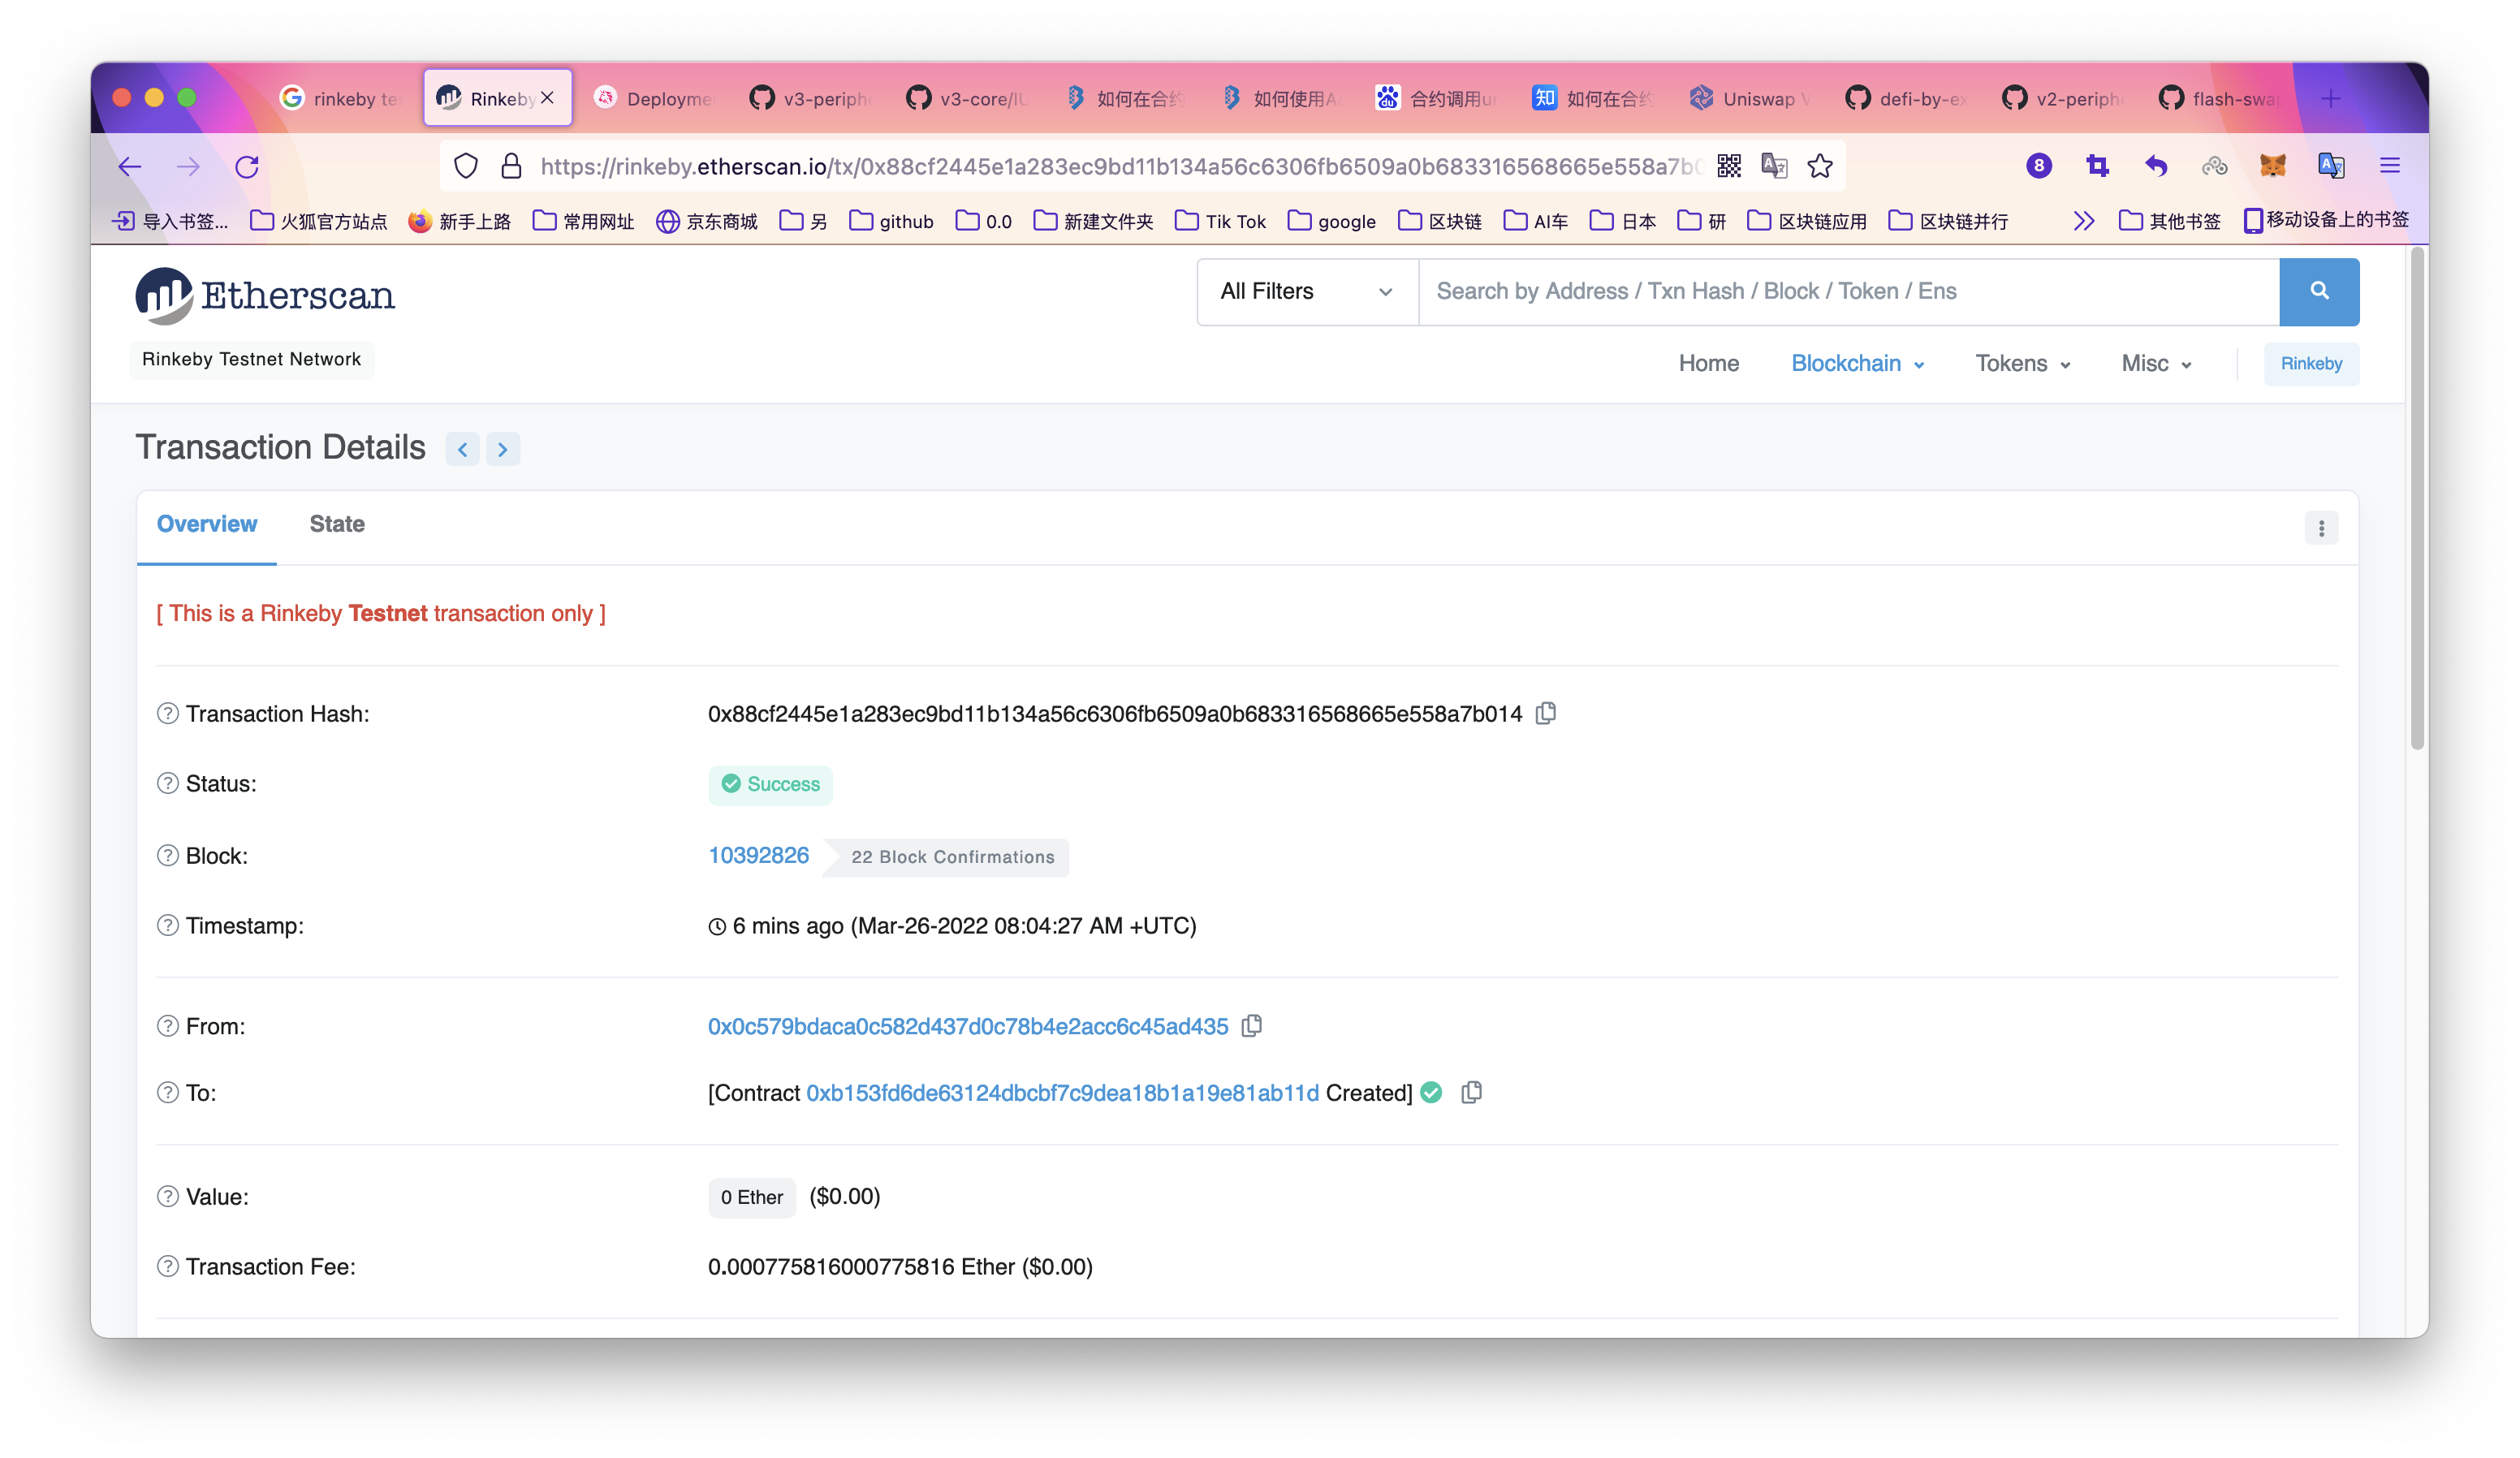 rinkeby te
Rinkeby
Deployme
v3-periph
v3-core/IU
如何在合约
如何使用A
合约调用un
如何在合约
Uniswap V
defi-by-ex
v2-periph
flash-swap
https://rinkeby.etherscan.io/tx/0x88cf2445e1a283ec9bd11b134a56c6306fb6509a0b683316568665e558a7b0
8
导入书签... 火狐官方站点 新手上路 常用网址 京东商城 另 github 0.0 新建文件夹 Tik Tok google 区块链 AI车 日本 研 区块链应用 区块链并行 其他书签 移动设备上的书签
Etherscan
All Filters
Search by Address / Txn Hash / Block / Token / Ens
Rinkeby Testnet Network
Home Blockchain Tokens Misc Rinkeby
Transaction Details
Overview State
[ This is a Rinkeby Testnet transaction only ]
Transaction Hash: 0x88cf2445e1a283ec9bd11b134a56c6306fb6509a0b683316568665e558a7b014
Status: Success
Block: 10392826 22 Block Confirmations
Timestamp: 6 mins ago (Mar-26-2022 08:04:27 AM +UTC)
From: 0x0c579bdaca0c582d437d0c78b4e2acc6c45ad435
To: [Contract 0xb153fd6de63124dbcbf7c9dea18b1a19e81ab11d Created]
Value: 0 Ether ($0.00)
Transaction Fee: 0.000775816000775816 Ether ($0.00)